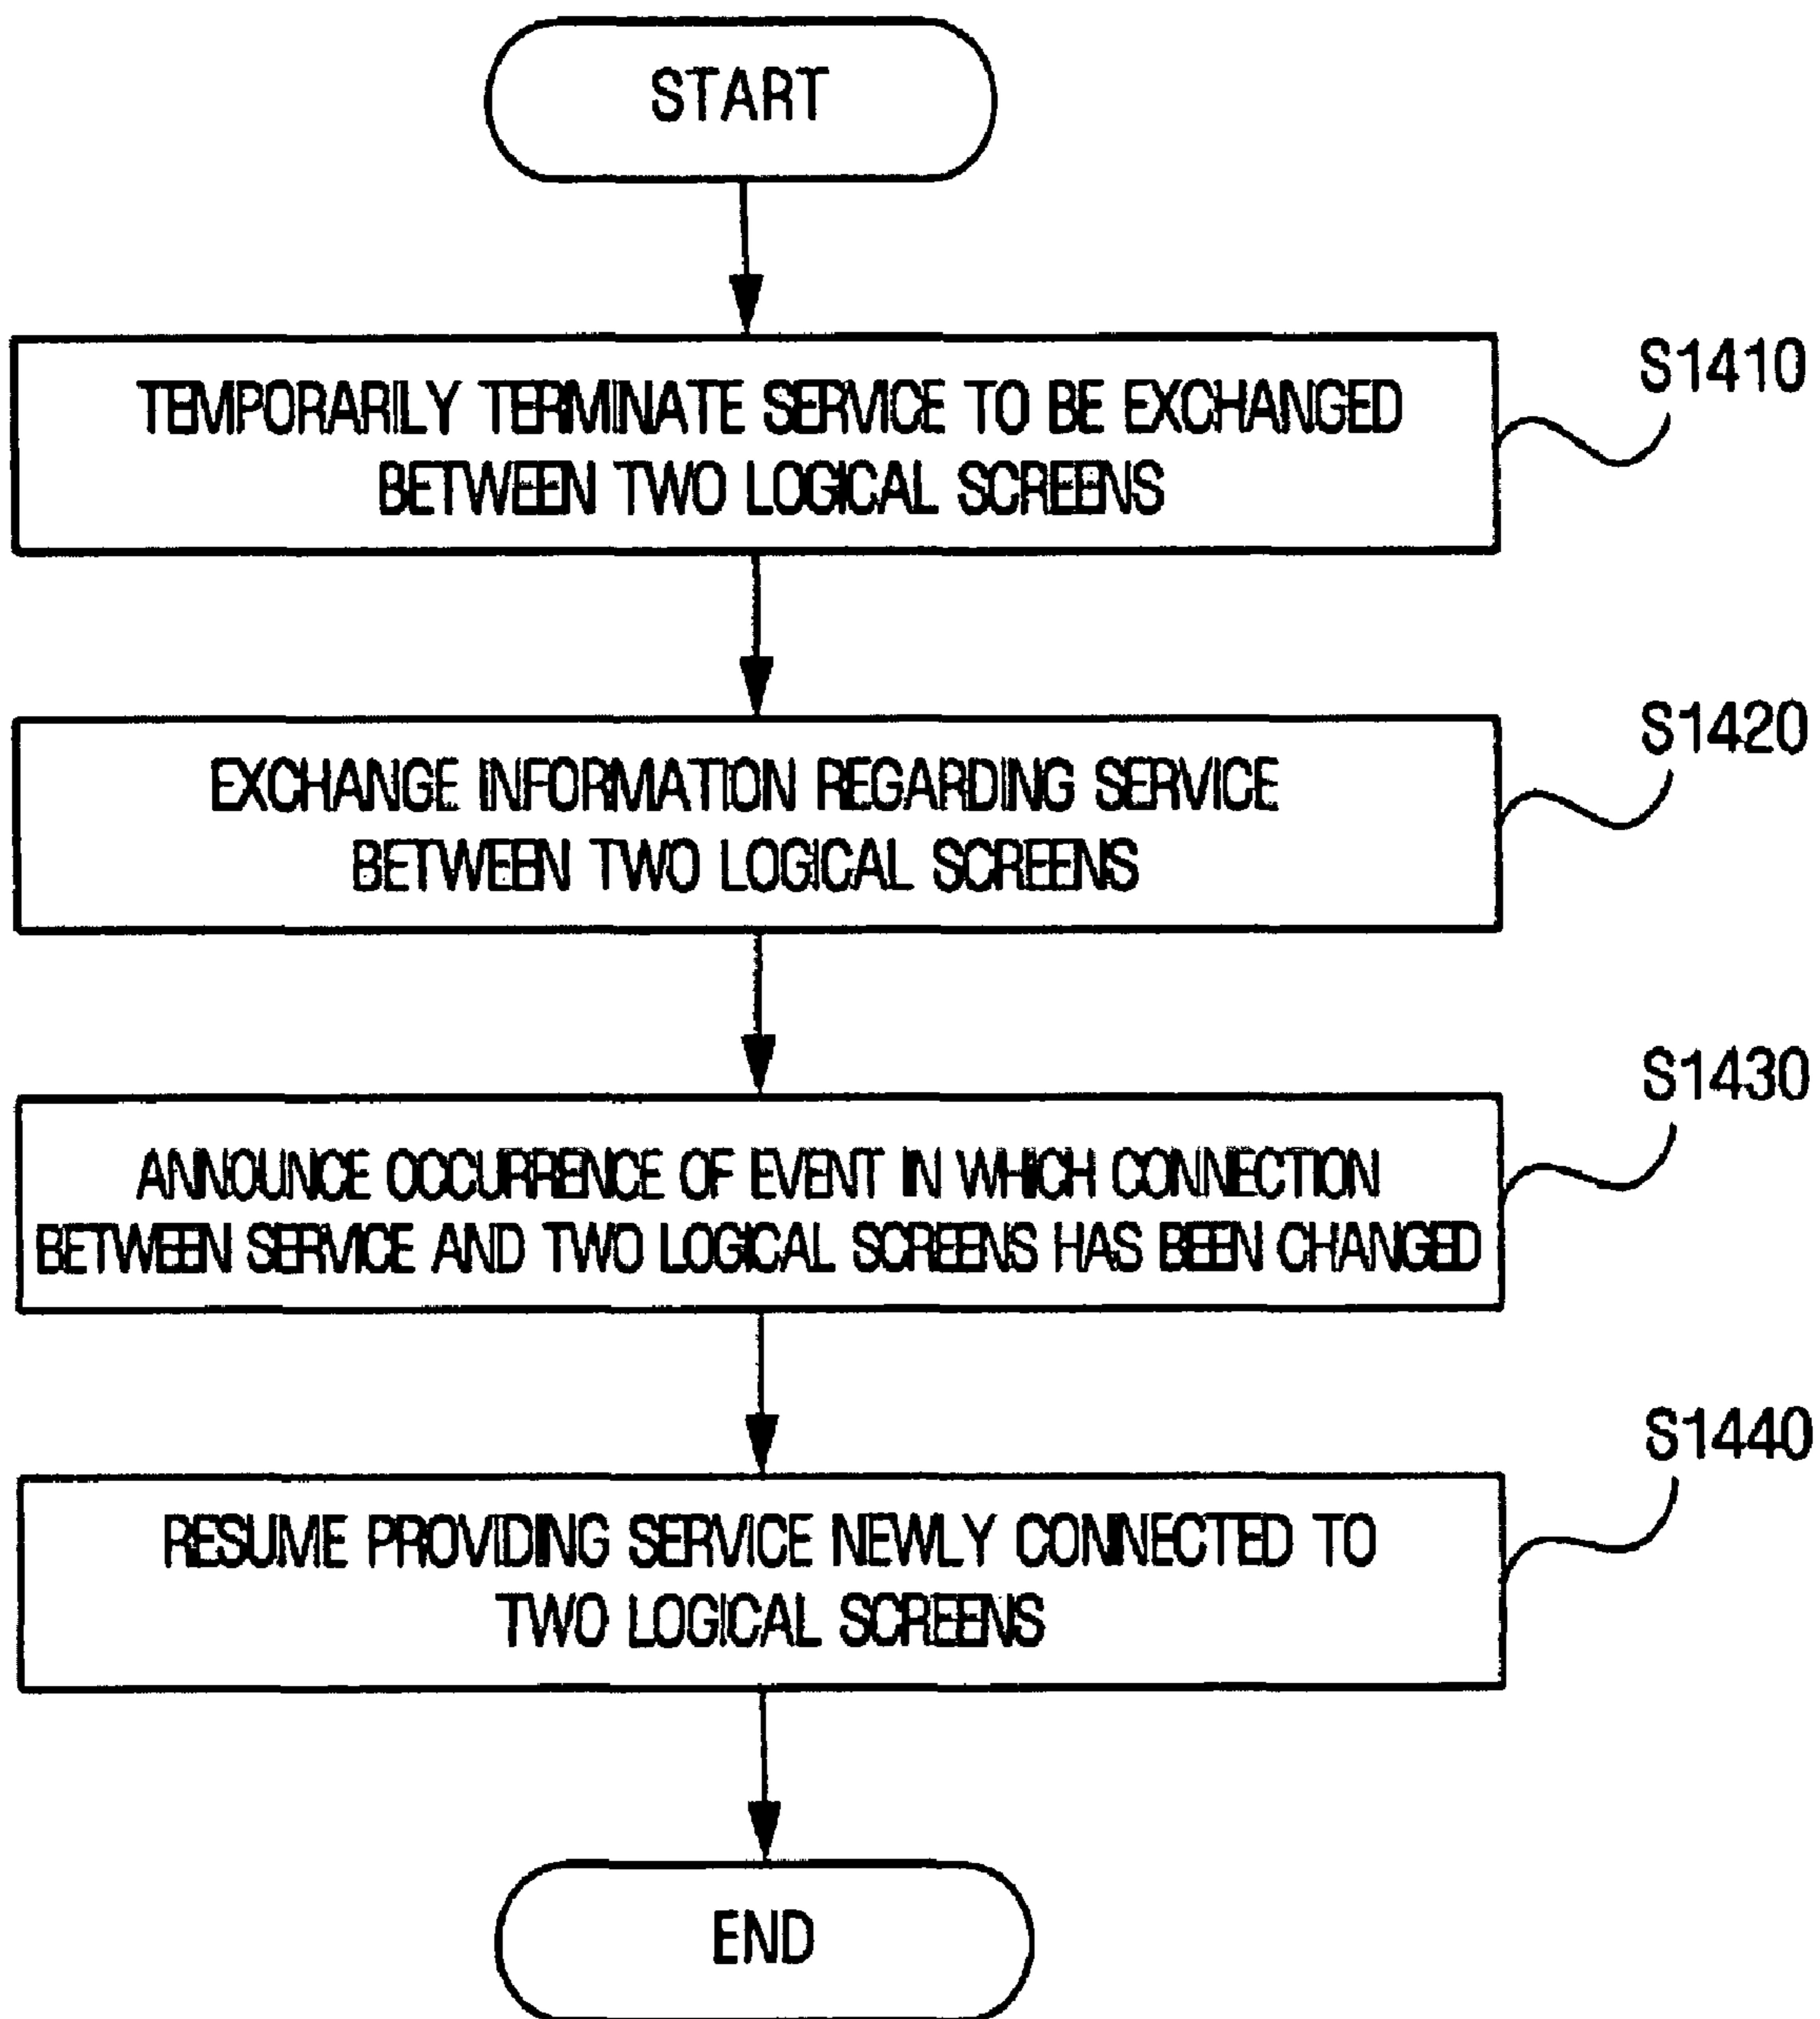 START
S1410
TEMPORARILY TERMINATE SERVICE TO BE EXCHANGED
BETWEEN TWO LOGICAL SCREENS
S1420
EXCHANGE INFORMATION REGARDING SERVICE
BETWEEN TWO LOGICAL SCREENS
S1430
ANNOUNCE OCCURRENCE OF EVENT IN WHICH CONNECTION
BETWEEN SERVICE AND TWO LOGICAL SCREENS HAS BEEN CHANGED
S1440
RESUME PROVIDING SERVICE NEWLY CONNECTED TO
TWO LOGICAL SCREENS
END